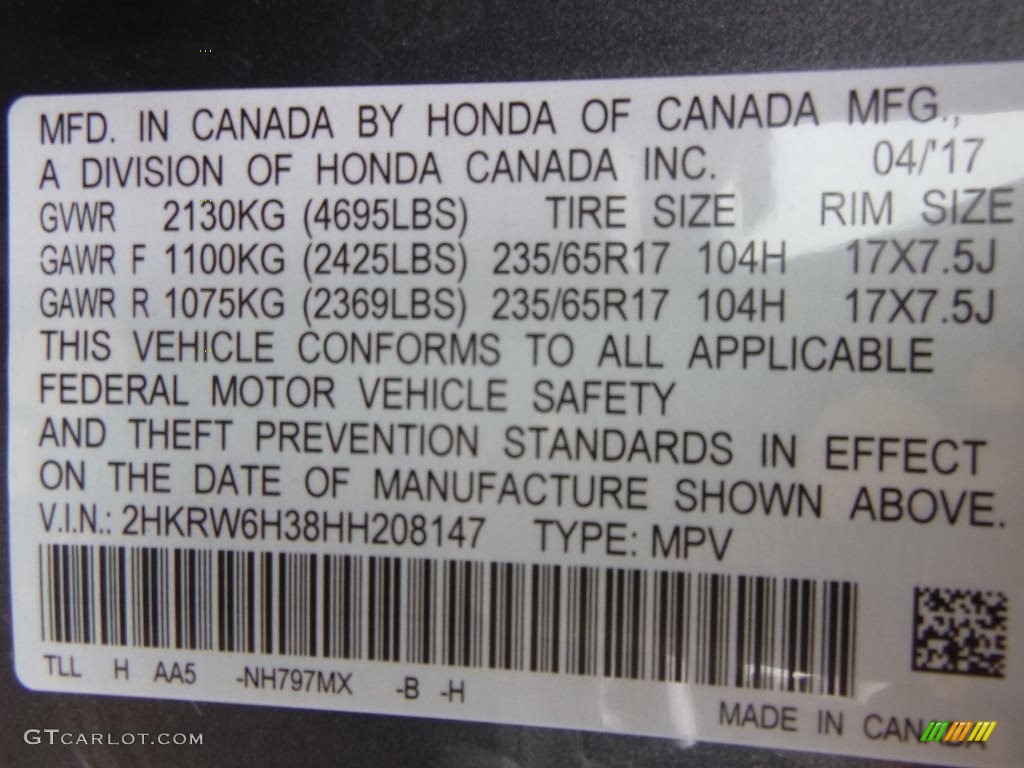 MFD. IN CANADA BY HONDA OF CANADA MFG.,
A DIVISION OF HONDA CANADA INC. 04/'17
GVWR 2130KG (4695LBS) TIRE SIZE RIM SIZE
GAWR F 1100KG (2425LBS) 235/65R17 104H 17X7.5J
GAWR R 1075KG (2369LBS) 235/65R17 104H 17X7.5J
THIS VEHICLE CONFORMS TO ALL APPLICABLE
FEDERAL MOTOR VEHICLE SAFETY
AND THEFT PREVENTION STANDARDS IN EFFECT
ON THE DATE OF MANUFACTURE SHOWN ABOVE.
V.I.N.: 2HKRW6H38HH208147 TYPE: MPV
TLL H AA5 -NH797MX -B -H
MADE IN CANADA
GTCARLOT.COM